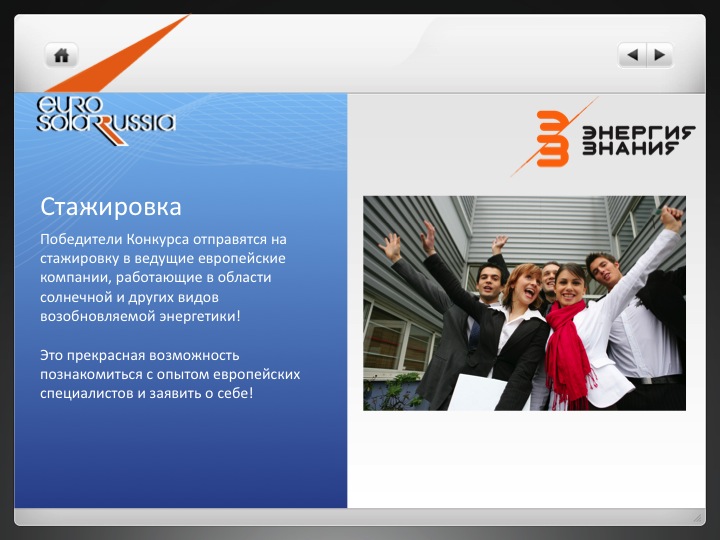 EURO
SOLARRUSSIA
ЭНЕРГИЯ
ЗНАНИЯ
Стажировка
Победители Конкурса отправятся на
стажировку в ведущие европейские
компании, работающие в области
солнечной и других видов
возобновляемой энергетики!
Это прекрасная возможность
познакомиться с опытом европейских
специалистов и заявить о себе!